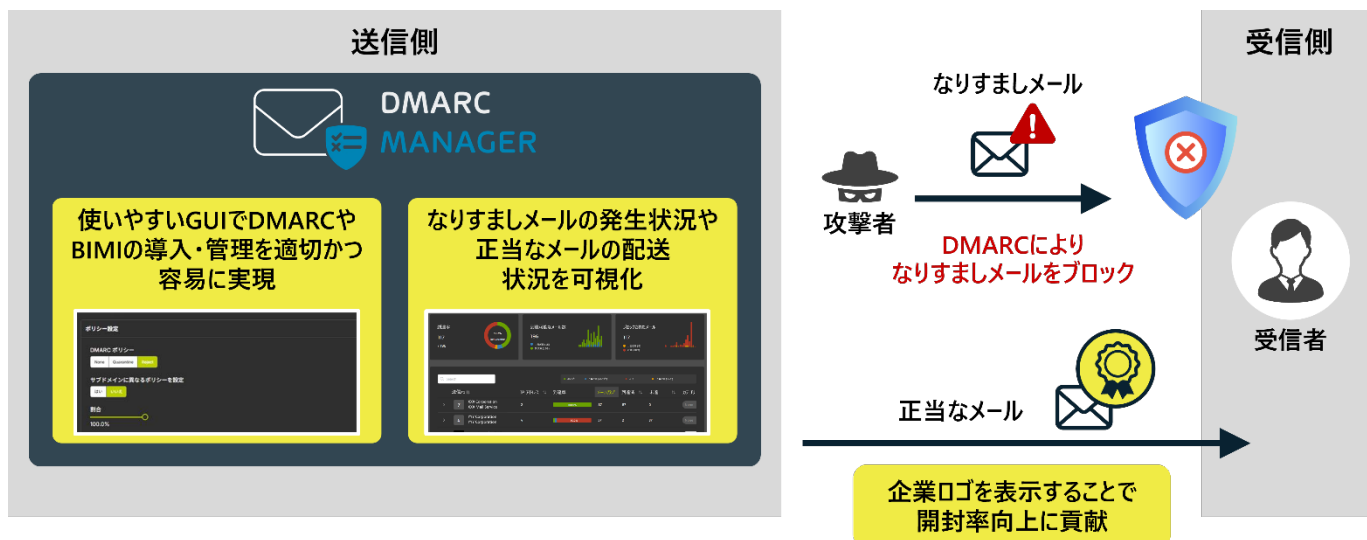 送信側
DMARC
MANAGER
使いやすいGUIでDMARCや
BIMIの導入・管理を適切かつ
容易に実現
ポリシー設定
DMARC ポリシー
None Quarantine Reject
サブドメインに異なるポリシーを設定
はい いいえ
割合
100.0%
なりすましメールの発生状況や
正当なメールの配送
状況を可視化
なりすましメール
攻撃者
DMARCにより
なりすましメールをブロック
正当なメール
企業ロゴを表示することで
開封率向上に貢献
受信側
受信者